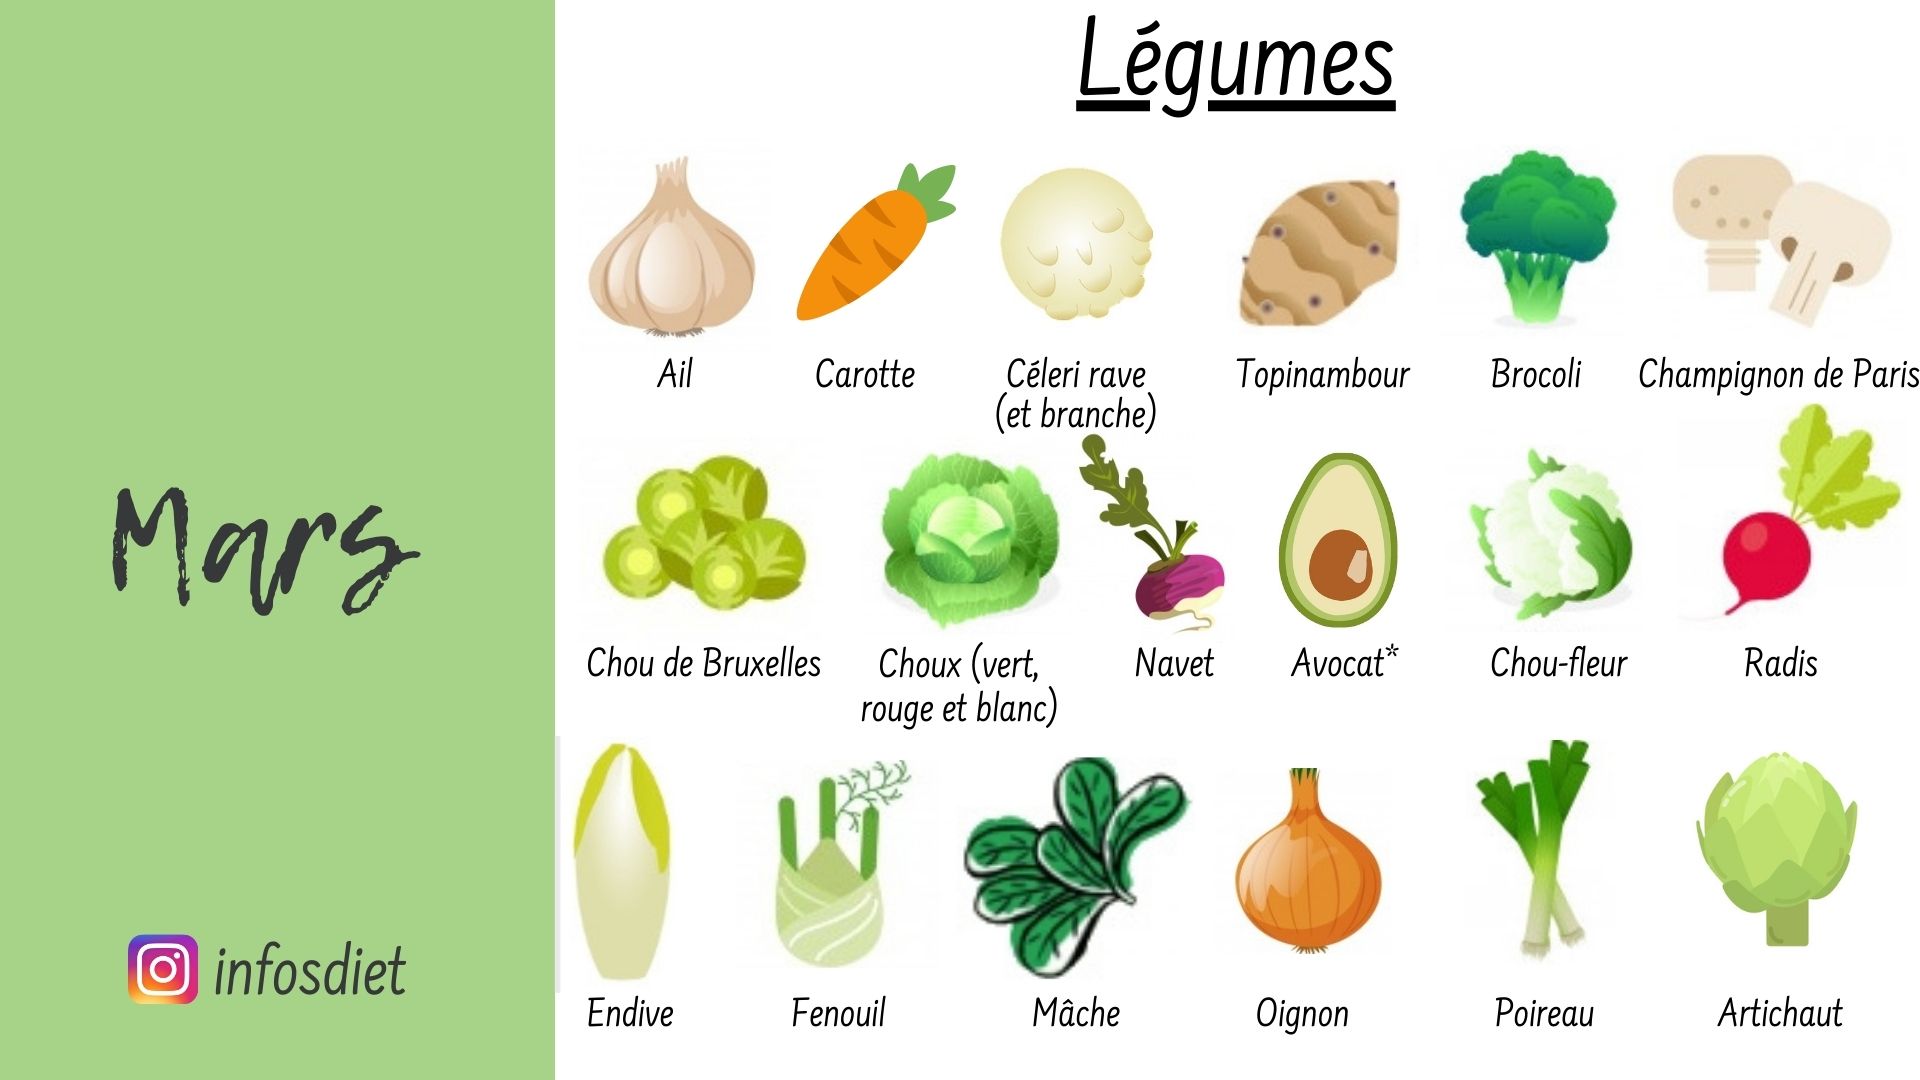 Légumes
Ail
Carotte
Céleri rave
(et branche)
Topinambour
Brocoli
Champignon de Paris
Chou de Bruxelles
Choux (vert,
rouge et blanc)
Navet
Avocat*
Chou-fleur
Radis
Endive
Fenouil
Mâche
Oignon
Poireau
Artichaut
Mars
infosdiet